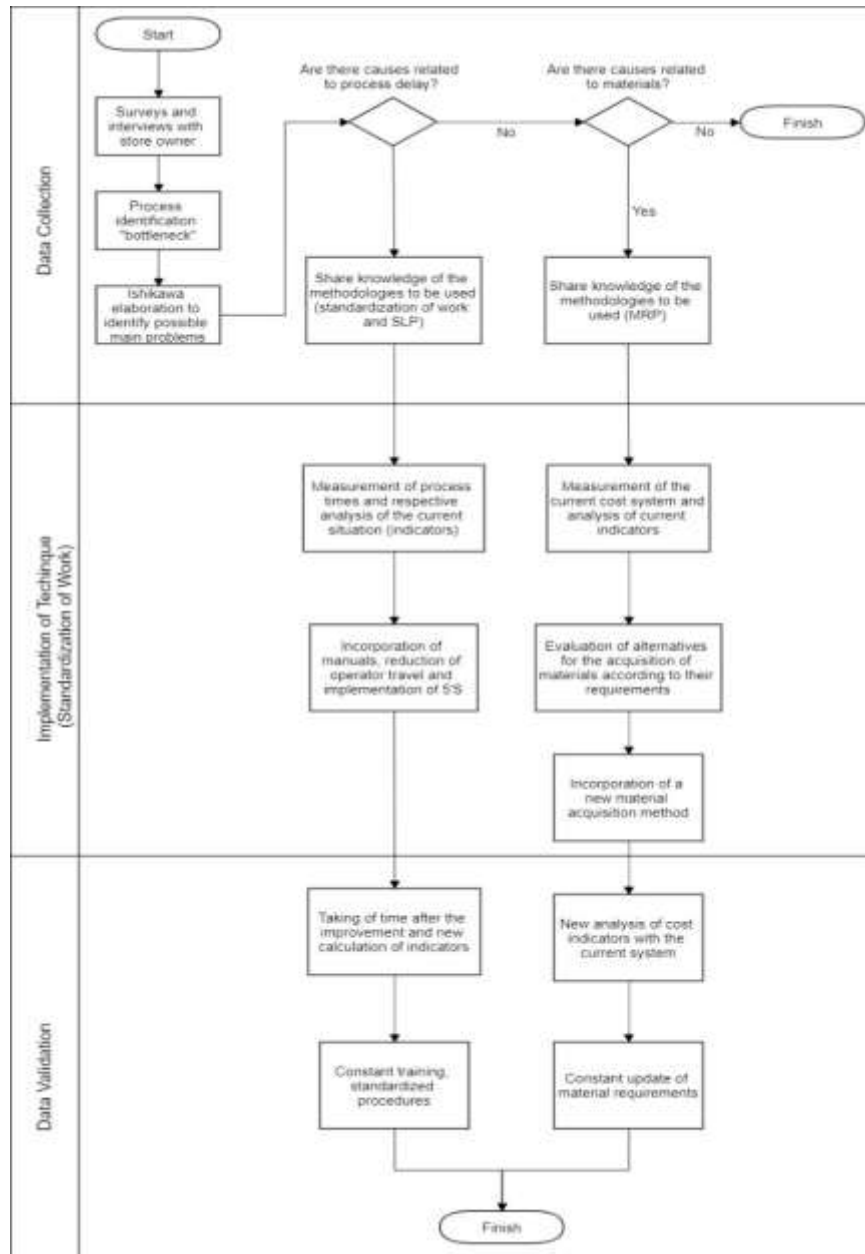 Data Collection
Start
Surveys and
interviews with
store owner
Process
identification
"bottleneck"
Ishikawa
elaboration to
identify possible
main problems
Are there causes related
to process delay?
No
Are there causes related
to materials?
No
Finish
Yes
Share knowledge of the
methodologies to be used
(standardization of work
and SLP)
Share knowledge of the
methodologies to be
used (MRP)
Implementation of Techinque
(Standardization of Work)
Measurement of process
times and respective
analysis of the current
situation (indicators)
Measurement of the
current cost system and
analysis of current
indicators
Incorporation of
manuals, reduction of
operator travel and
implementation of 5'S
Evaluation of alternatives
for the acquisition of
materials according to their
requirements
Incorporation of a
new material
acquisition method
Data Validation
Taking of time after the
improvement and new
calculation of indicators
New analysis of cost
indicators with the
current system
Constant training,
standardized
procedures
Constant update of
material requirements
Finish